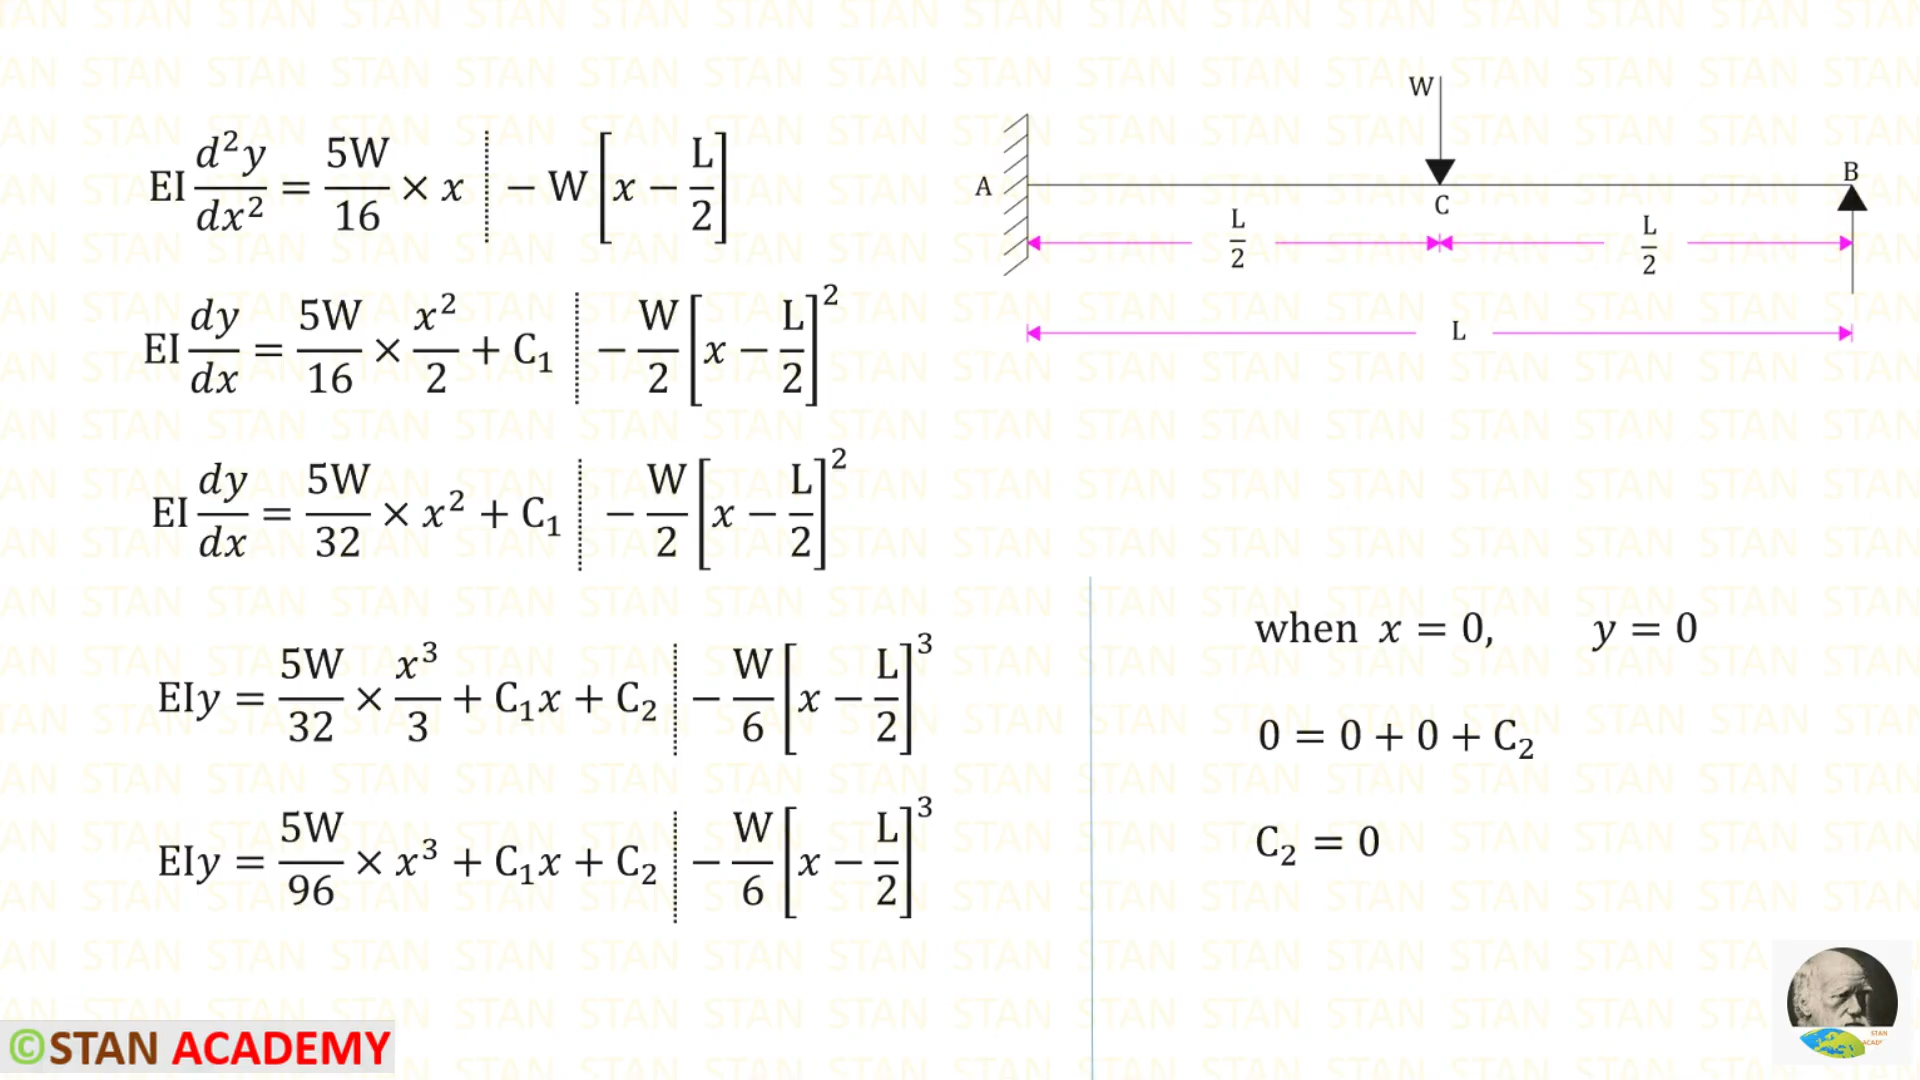 EI d²y/dx² = 5W/16 × x ┊ − W[x − L/2]
EI dy/dx = 5W/16 × x²/2 + C₁ ┊ − W/2 [x − L/2]²
EI dy/dx = 5W/32 × x² + C₁ ┊ − W/2 [x − L/2]²
EIy = 5W/32 × x³/3 + C₁x + C₂ ┊ − W/6 [x − L/2]³
EIy = 5W/96 × x³ + C₁x + C₂ ┊ − W/6 [x − L/2]³
W
A
B
C
L/2
L/2
L
when x = 0, y = 0
0 = 0 + 0 + C₂
C₂ = 0
©STAN ACADEMY
STAN